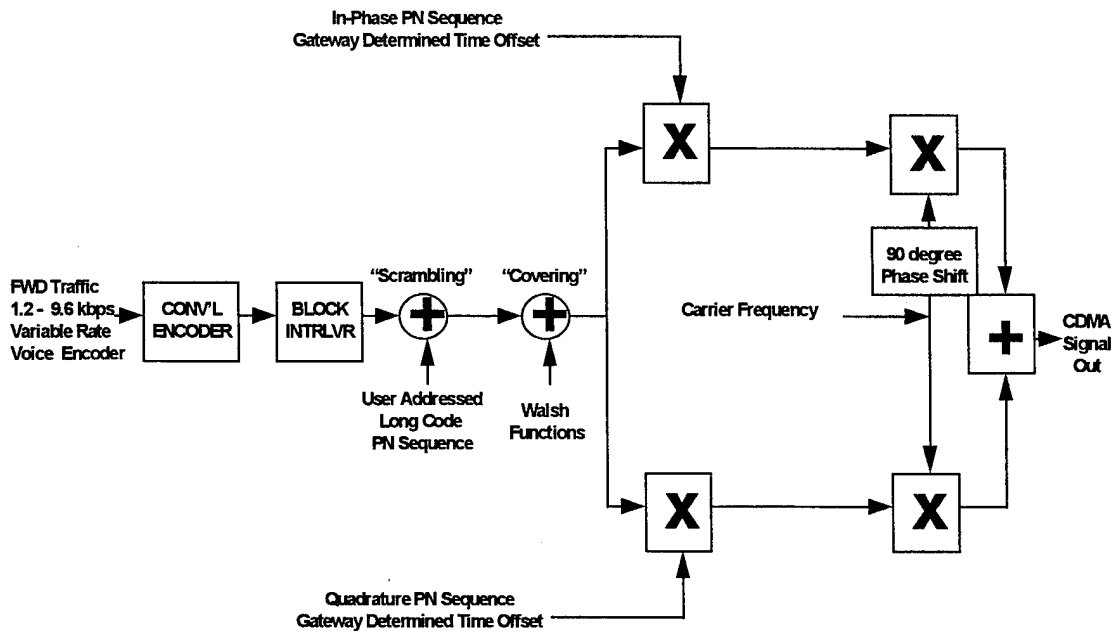 In-Phase PN Sequence
Gateway Determined Time Offset
X
X
90 degree
Phase Shift
"Scrambling"
"Covering"
FWD Traffic
1.2 - 9.6 kbps
Variable Rate
Voice Encoder
CONV'L
ENCODER
BLOCK
INTRLVR
+
+
Carrier Frequency
+
CDMA
Signal
Out
User Addressed
Long Code
PN Sequence
Walsh
Functions
X
X
Quadrature PN Sequence
Gateway Determined Time Offset